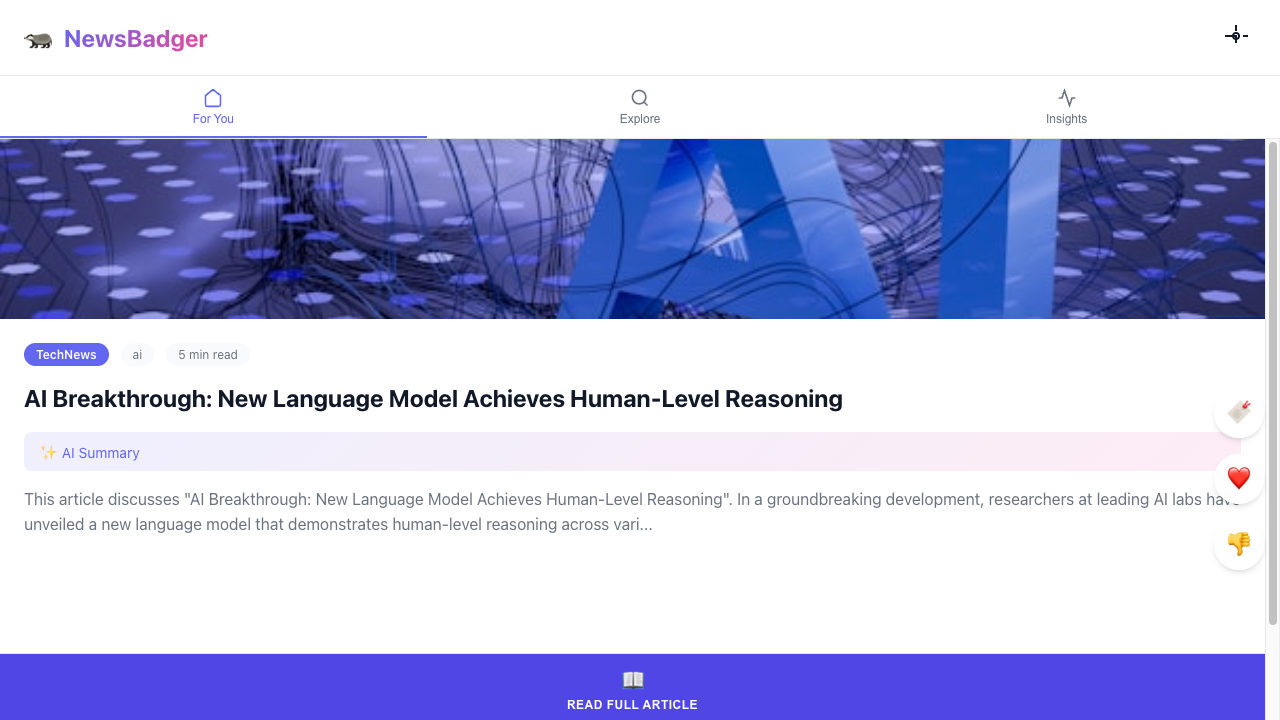 NewsBadger
For You
Explore
Insights
AI
TechNews
ai
5 min read
AI Breakthrough: New Language Model Achieves Human-Level Reasoning
✨ AI Summary
This article discusses "AI Breakthrough: New Language Model Achieves Human-Level Reasoning". In a groundbreaking development, researchers at leading AI labs have
unveiled a new language model that demonstrates human-level reasoning across vari...
READ FULL ARTICLE